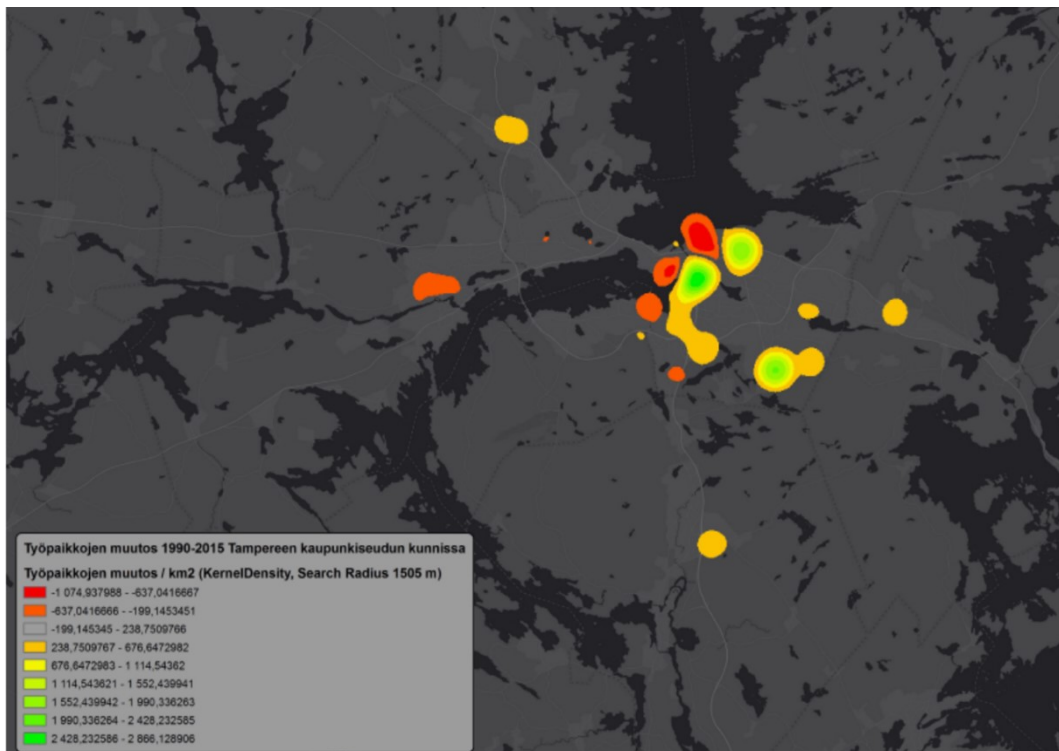 Työpaikkojen muutos 1990-2015 Tampereen kaupunkiseudun kunnissa
Työpaikkojen muutos / km2 (KernelDensity, Search Radius 1505 m)
-1 074,937988 - -637,0416667
-637,0416666 - -199,1453451
-199,145345 - 238,7509766
238,7509767 - 676,6472982
676,6472983 - 1 114,54362
1 114,543621 - 1 552,439941
1 552,439942 - 1 990,336263
1 990,336264 - 2 428,232585
2 428,232586 - 2 866,128906